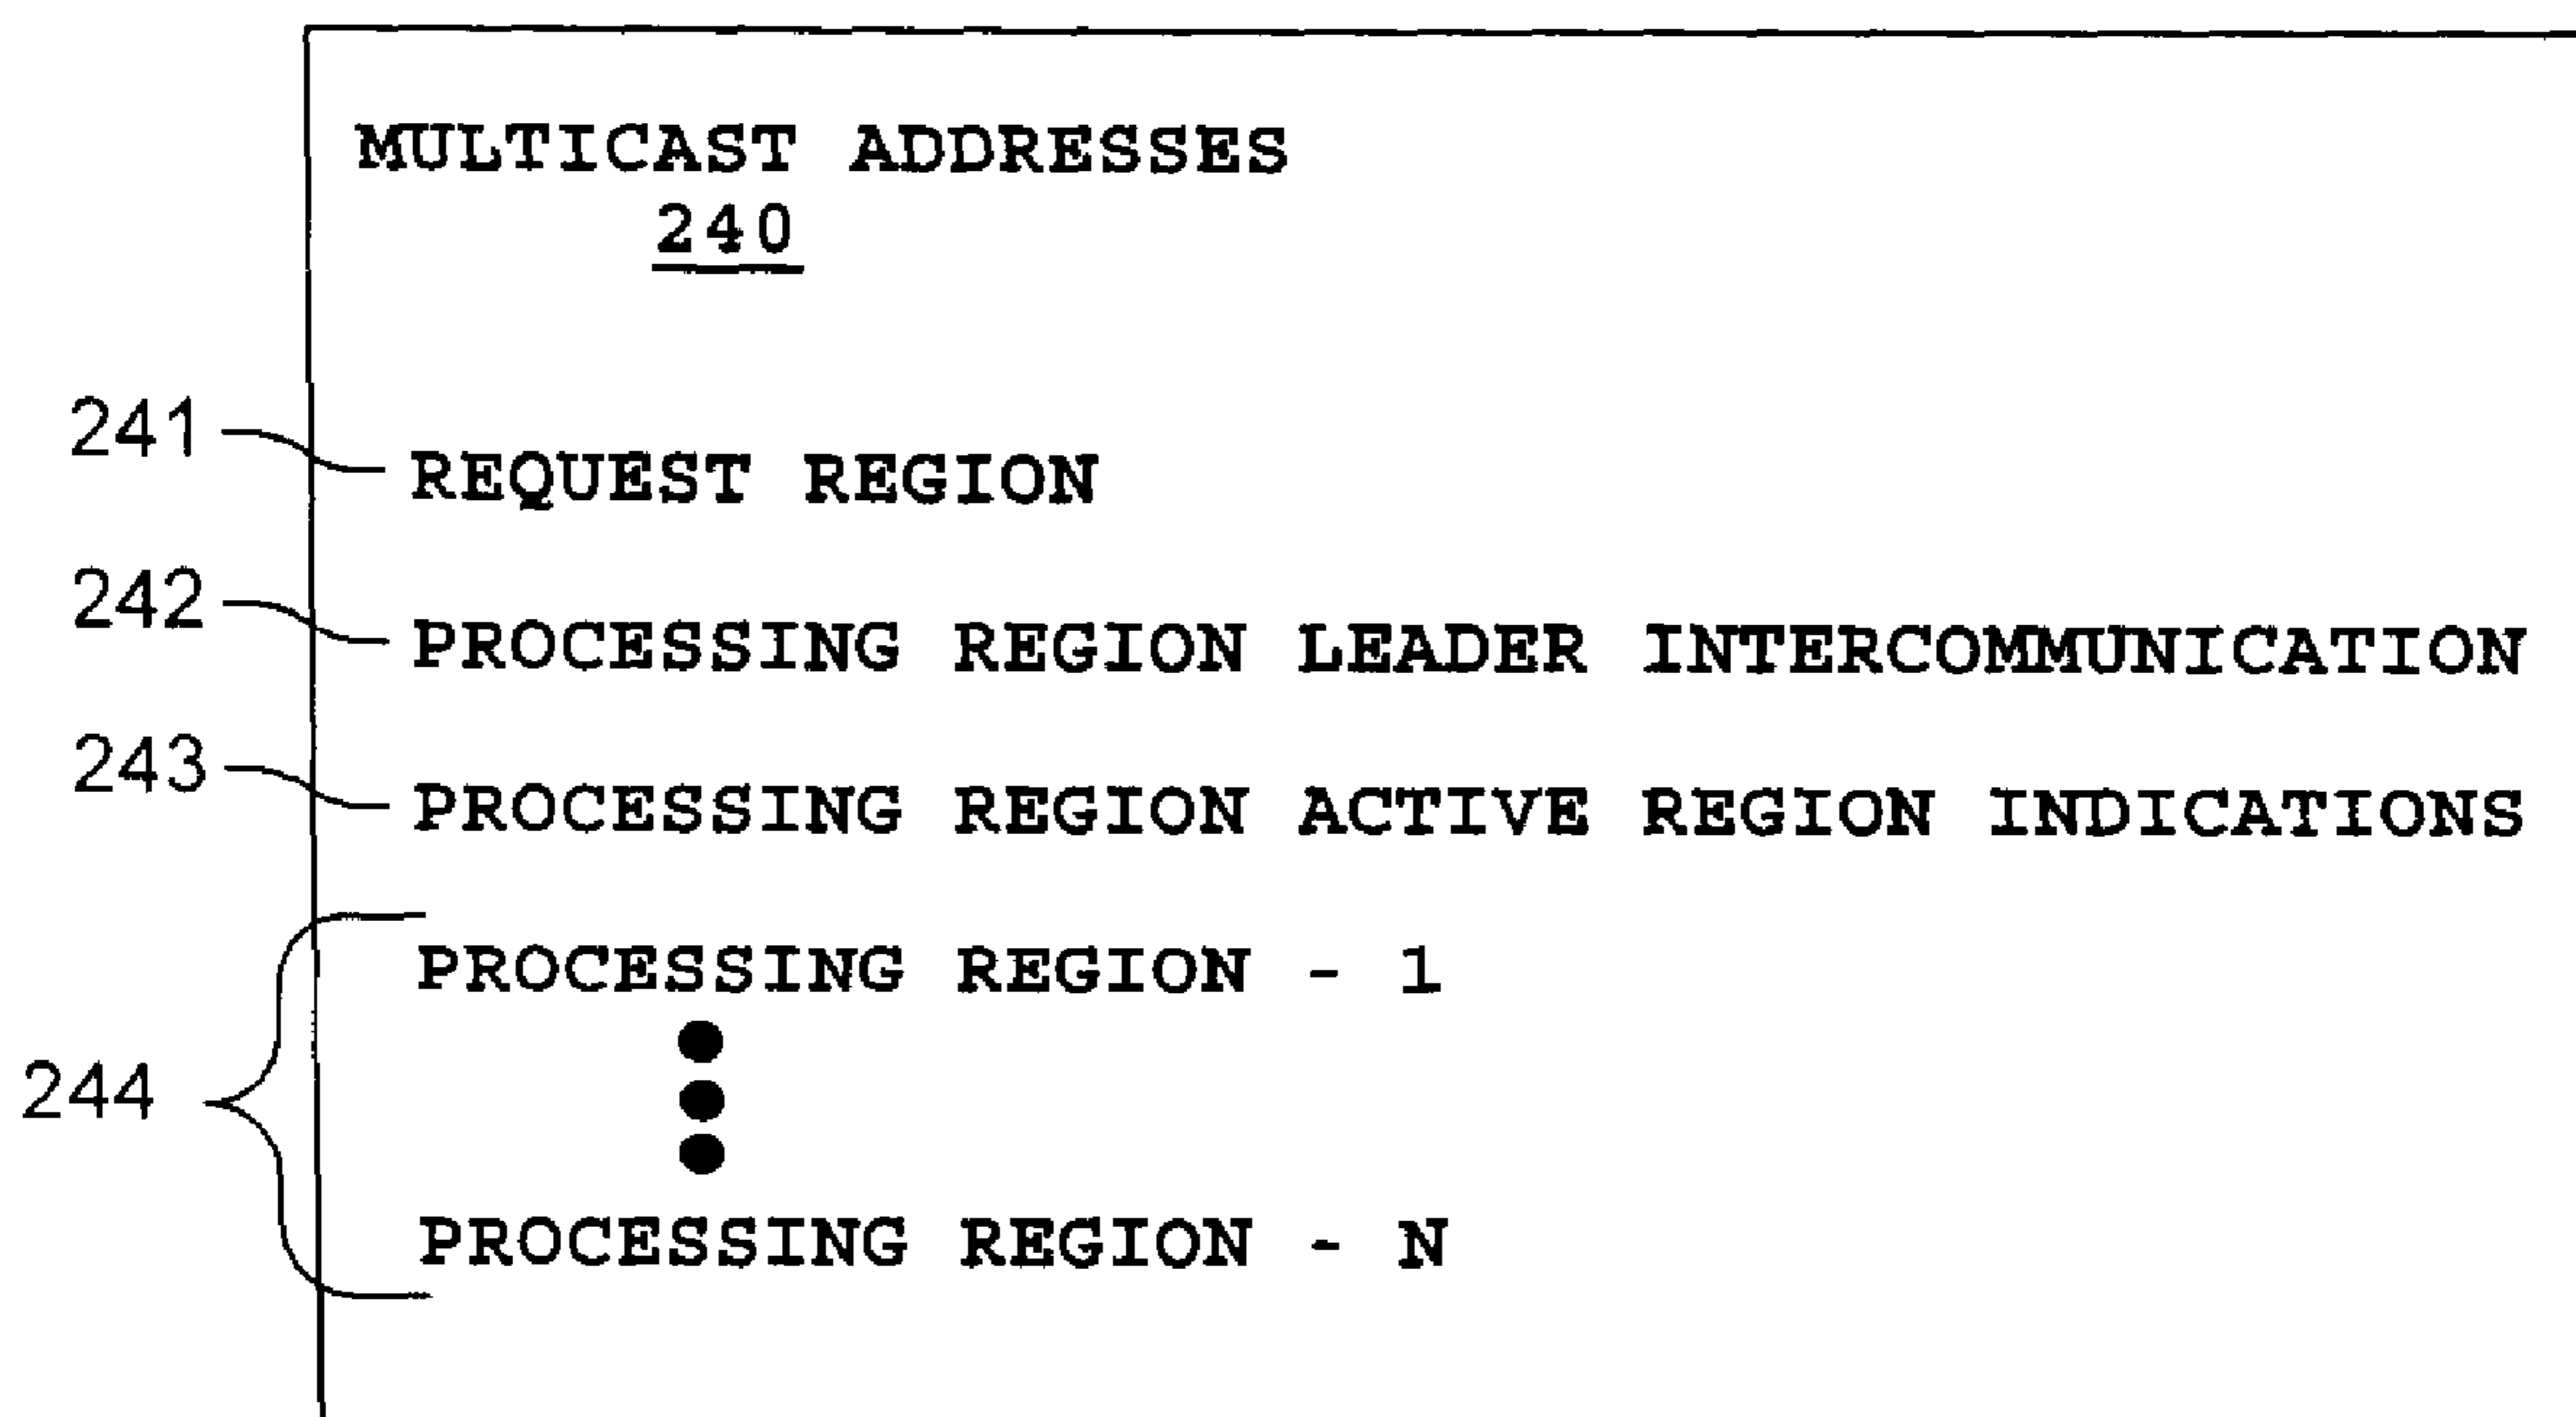 MULTICAST ADDRESSES
240
241 REQUEST REGION
242 PROCESSING REGION LEADER INTERCOMMUNICATION
243 PROCESSING REGION ACTIVE REGION INDICATIONS
PROCESSING REGION - 1
244
PROCESSING REGION - N